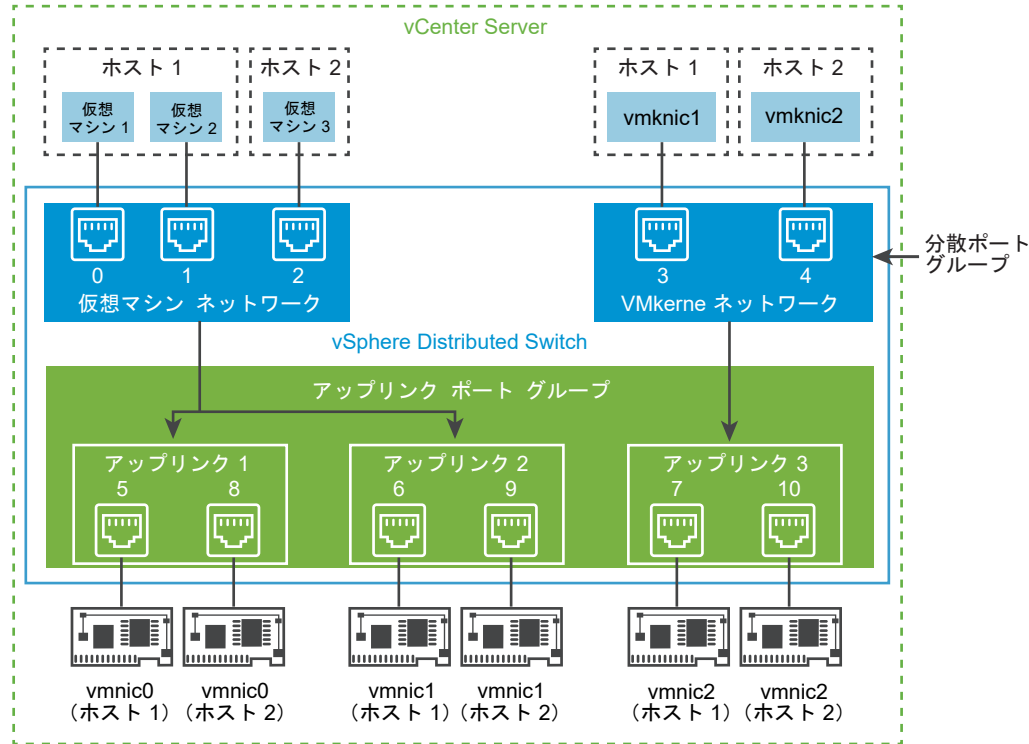 vCenter Server
ホスト 1
ホスト 2
ホスト 1
ホスト 2
仮想
マシン 1
仮想
マシン 2
仮想
マシン 3
vmknic1
vmknic2
0
1
2
仮想マシン ネットワーク
3
4
VMkerne ネットワーク
分散ポート
グループ
vSphere Distributed Switch
アップリンク ポート グループ
アップリンク 1
5
8
アップリンク 2
6
9
アップリンク 3
7
10
vmnic0
(ホスト 1)
vmnic0
(ホスト 2)
vmnic1
(ホスト 1)
vmnic1
(ホスト 2)
vmnic2
(ホスト 1)
vmnic2
(ホスト 2)